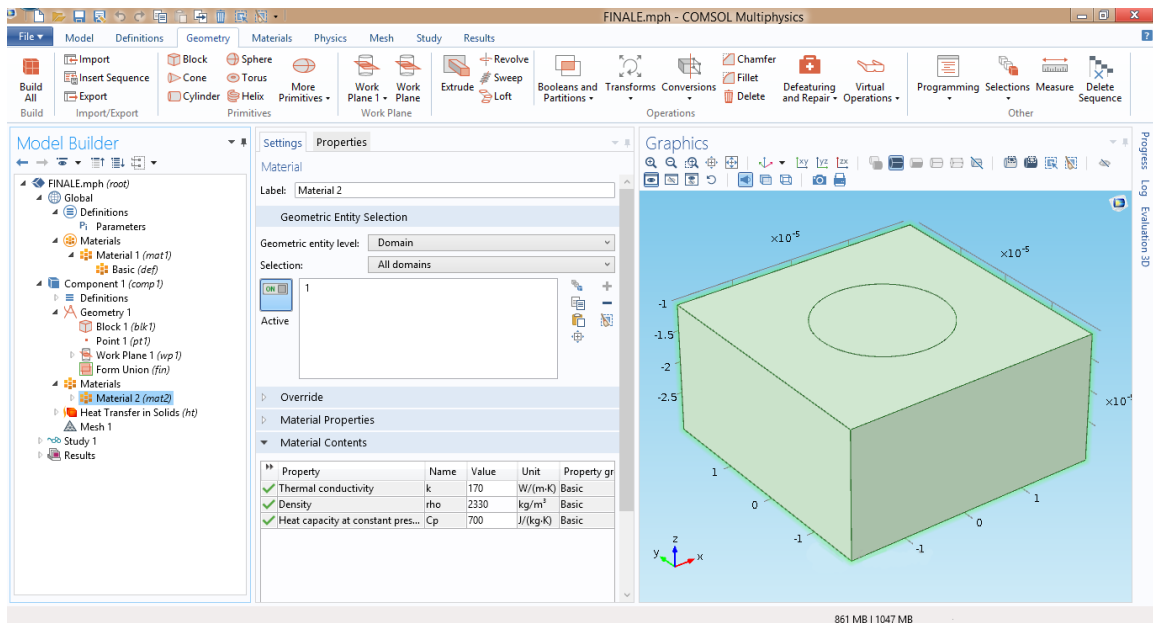 FINALE.mph - COMSOL Multiphysics
File Model Definitions Geometry Materials Physics Mesh Study Results
Build All
Build
Import
Insert Sequence
Export
Import/Export
Block Sphere
Cone Torus
Cylinder Helix
More Primitives
Primitives
Work Plane 1
Work Plane
Work Plane
Extrude
Revolve
Sweep
Loft
Booleans and Partitions
Transforms
Conversions
Chamfer
Fillet
Delete
Defeaturing and Repair
Virtual Operations
Operations
Programming
Selections
Measure
Delete Sequence
Other
Model Builder
FINALE.mph (root)
Global
Definitions
Pi Parameters
Materials
Material 1 (mat1)
Basic (def)
Component 1 (comp1)
Definitions
Geometry 1
Block 1 (blk1)
Point 1 (pt1)
Work Plane 1 (wp1)
Form Union (fin)
Materials
Material 2 (mat2)
Heat Transfer in Solids (ht)
Mesh 1
Study 1
Results
Settings Properties
Material
Label: Material 2
Geometric Entity Selection
Geometric entity level: Domain
Selection: All domains
ON
1
Active
Override
Material Properties
Material Contents
Property Name Value Unit Property gr
Thermal conductivity k 170 W/(m·K) Basic
Density rho 2330 kg/m³ Basic
Heat capacity at constant pres... Cp 700 J/(kg·K) Basic
Graphics
xy yz zx
×10⁻⁵
×10⁻⁵
-1
-1.5
-2
-2.5
×10⁻⁵
1
0
-1
1
0
-1
z
y
x
Progress
Log
Evaluation 3D
861 MB | 1047 MB